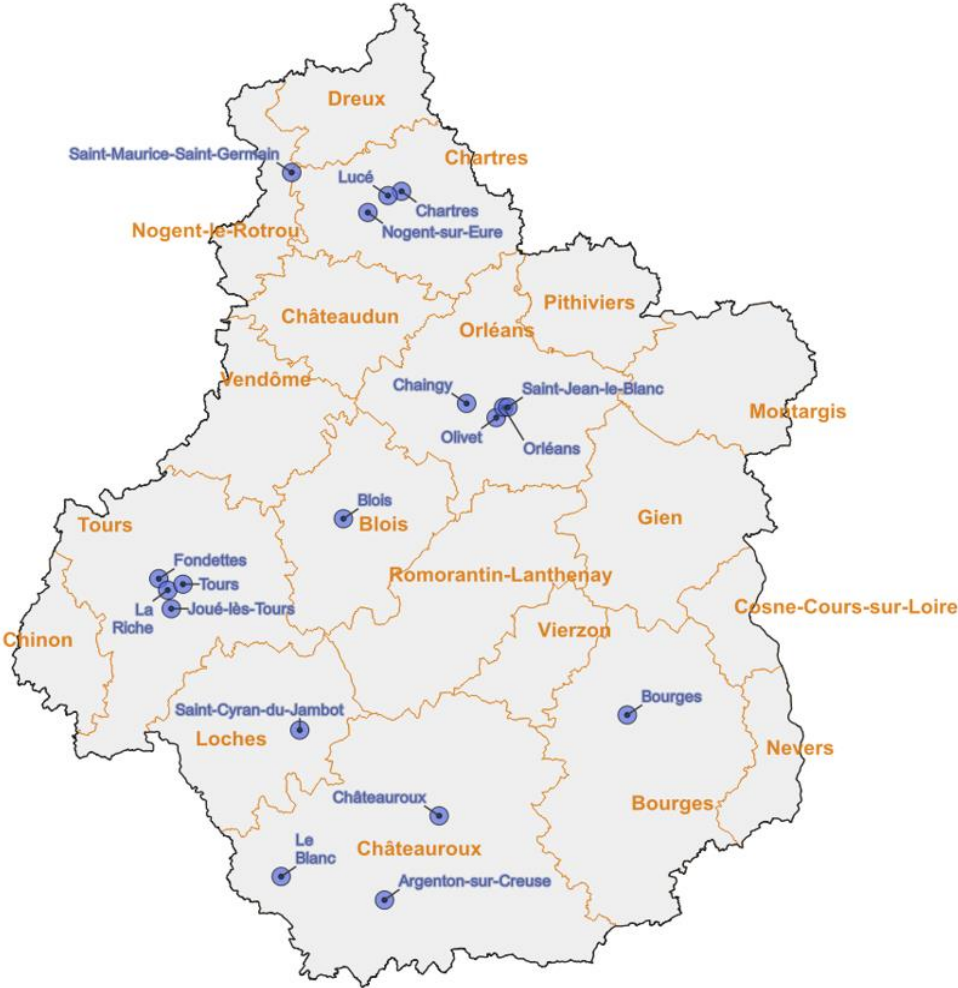 Dreux
Saint-Maurice-Saint-Germain
Chartres
Lucé
Chartres
Nogent-le-Rotrou
Nogent-sur-Eure
Pithiviers
Châteaudun
Orléans
Vendôme
Chaingy
Saint-Jean-le-Blanc
Montargis
Olivet
Orléans
Blois
Blois
Gien
Tours
Fondettes
Romorantin-Lanthenay
Tours
La
Riche
Joué-lès-Tours
Cosne-Cours-sur-Loire
Chinon
Vierzon
Bourges
Saint-Cyran-du-Jambot
Loches
Nevers
Châteauroux
Bourges
Le
Blanc
Châteauroux
Argenton-sur-Creuse